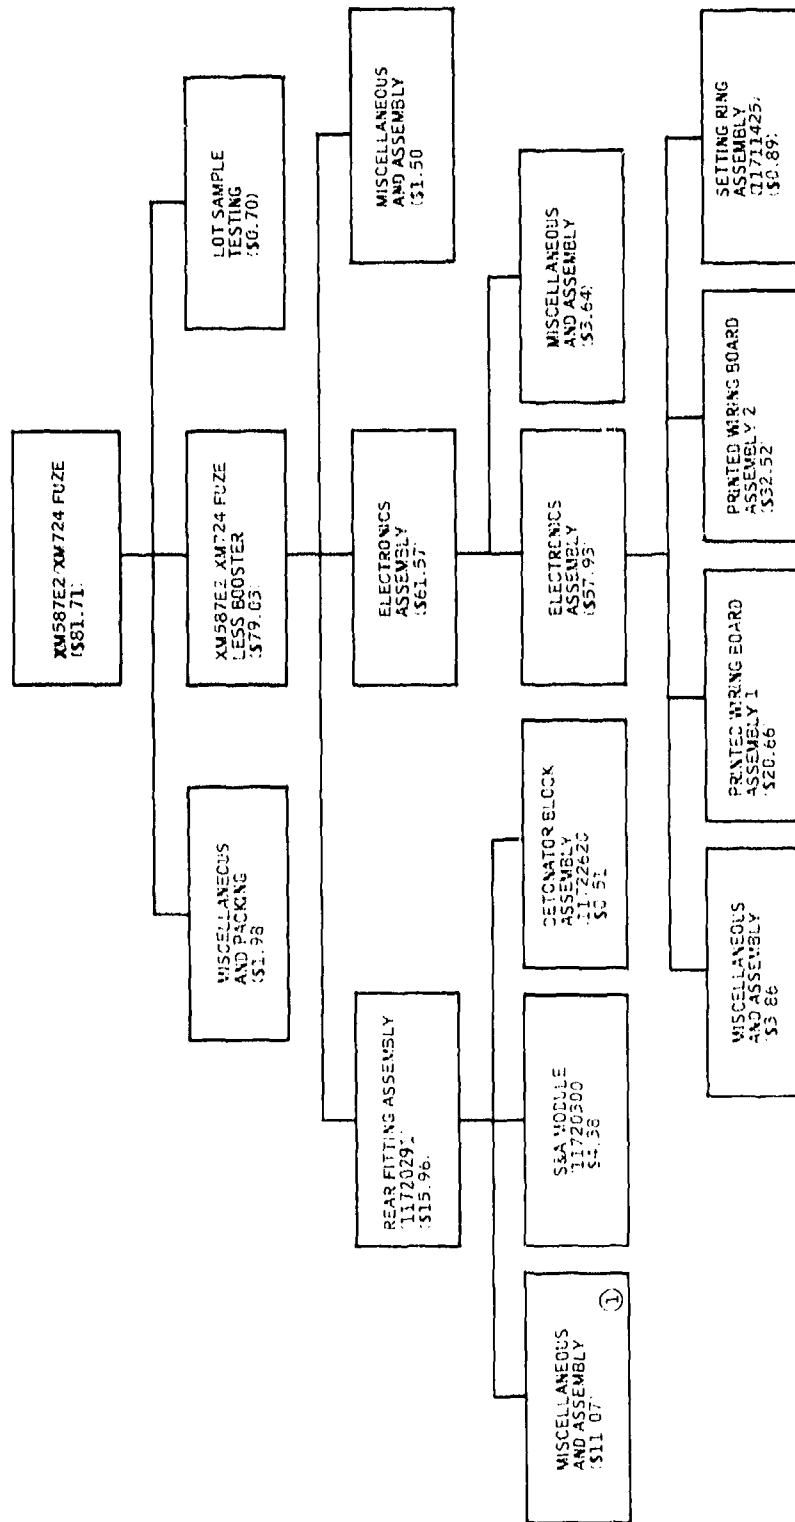 XM587E2/XM724 FUZE
($81.71)
MISCELLANEOUS
AND PACKING
($1.98
XM587E2 XM724 FUZE
LESS BOOSTER
($79.03)
LOT SAMPLE
TESTING
($0.70)
REAR FITTING ASSEMBLY
(11720291)
($15.96)
ELECTRONICS
ASSEMBLY
($61.57)
MISCELLANEOUS
AND ASSEMBLY
($1.50
MISCELLANEOUS
AND ASSEMBLY
($11 07)
①
S&A MODULE
(11720300
$4.38
DETONATOR BLOCK
ASSEMBLY
(11722620
$0 51
ELECTRONICS
ASSEMBLY
($57.93)
MISCELLANEOUS
AND ASSEMBLY
($3.64)
MISCELLANEOUS
AND ASSEMBLY
($3 86
PRINTED WIRING BOARD
ASSEMBLY 1
($20.66)
PRINTED WIRING BOARD
ASSEMBLY 2
($32.52)
SETTING RING
ASSEMBLY
(11711425)
($0.89)